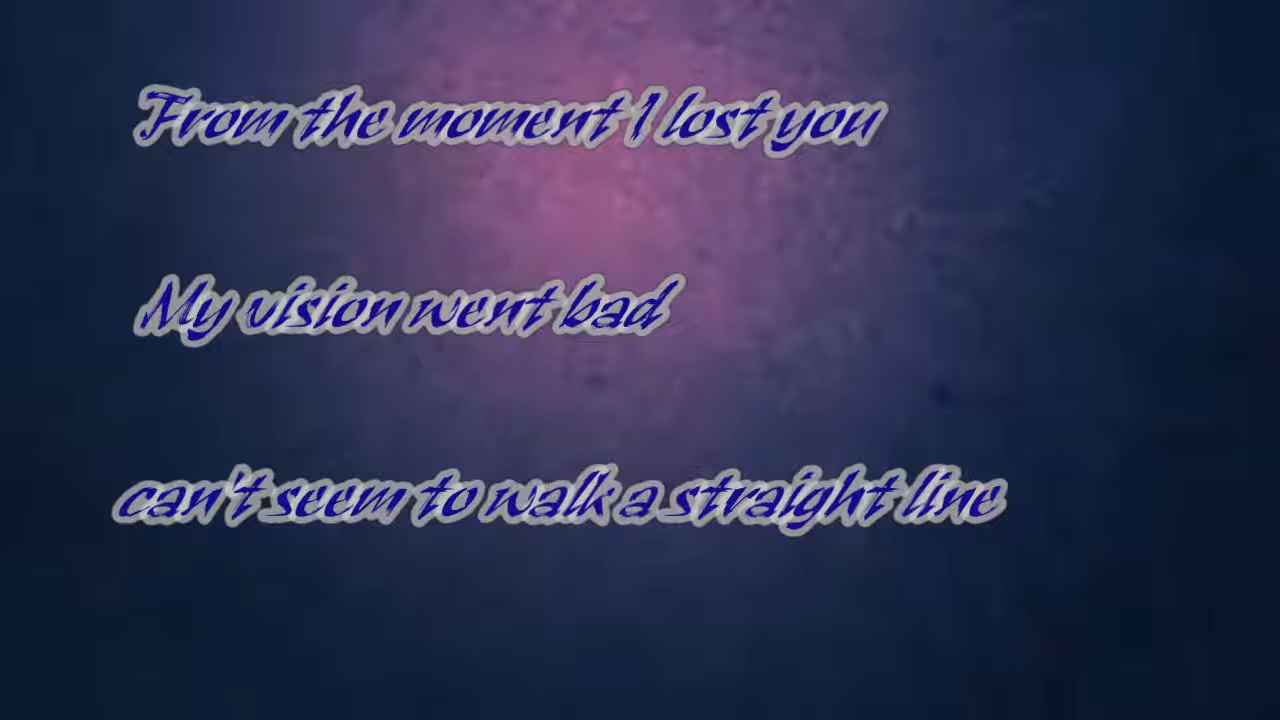 From the moment I lost you
My vision went bad
can't seem to walk a straight line